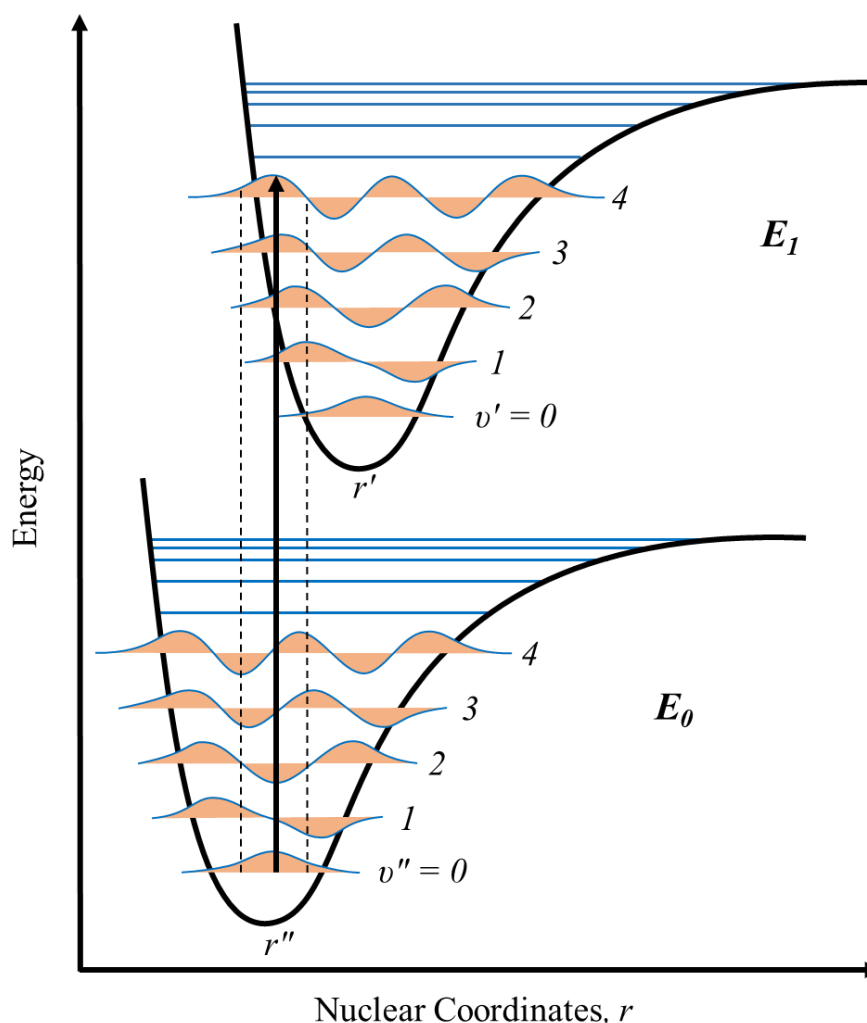 4
E₁
3
2
1
υ' = 0
r'
Energy
4
3
E₀
2
1
υ" = 0
r"
Nuclear Coordinates, r